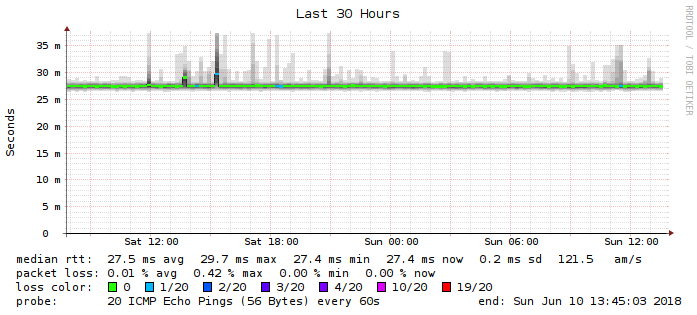 Last 30 Hours
RRDTOOL / TOBI OETIKER
Seconds
35 m
30 m
25 m
20 m
15 m
10 m
5 m
0
Sat 12:00 Sat 18:00 Sun 00:00 Sun 06:00 Sun 12:00
median rtt: 27.5 ms avg 29.7 ms max 27.4 ms min 27.4 ms now 0.2 ms sd 121.5 am/s
packet loss: 0.01 % avg 0.42 % max 0.00 % min 0.00 % now
loss color: 0 1/20 2/20 3/20 4/20 10/20 19/20
probe: 20 ICMP Echo Pings (56 Bytes) every 60s end: Sun Jun 10 13:45:03 2018